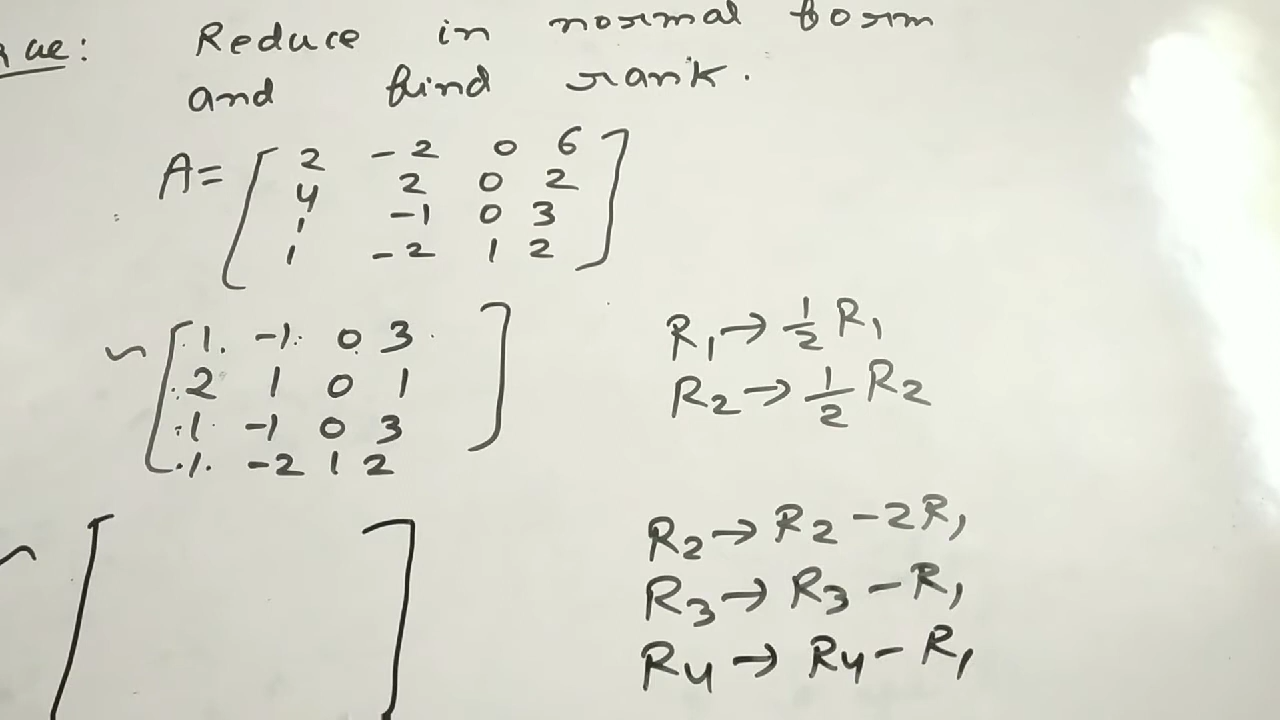 ue: Reduce in normal form
and find rank.
A= [ 2 -2 0 6 ]
4 2 0 2
1 -1 0 3
1 -2 1 2
~ [ 1 -1 0 3 ] R₁→ 1/2 R₁
2 1 0 1 R₂→ 1/2 R₂
1 -1 0 3
1 -2 1 2
~ [ ] R₂→ R₂ -2R₁
R₃→ R₃ - R₁
R₄→ R₄ - R₁